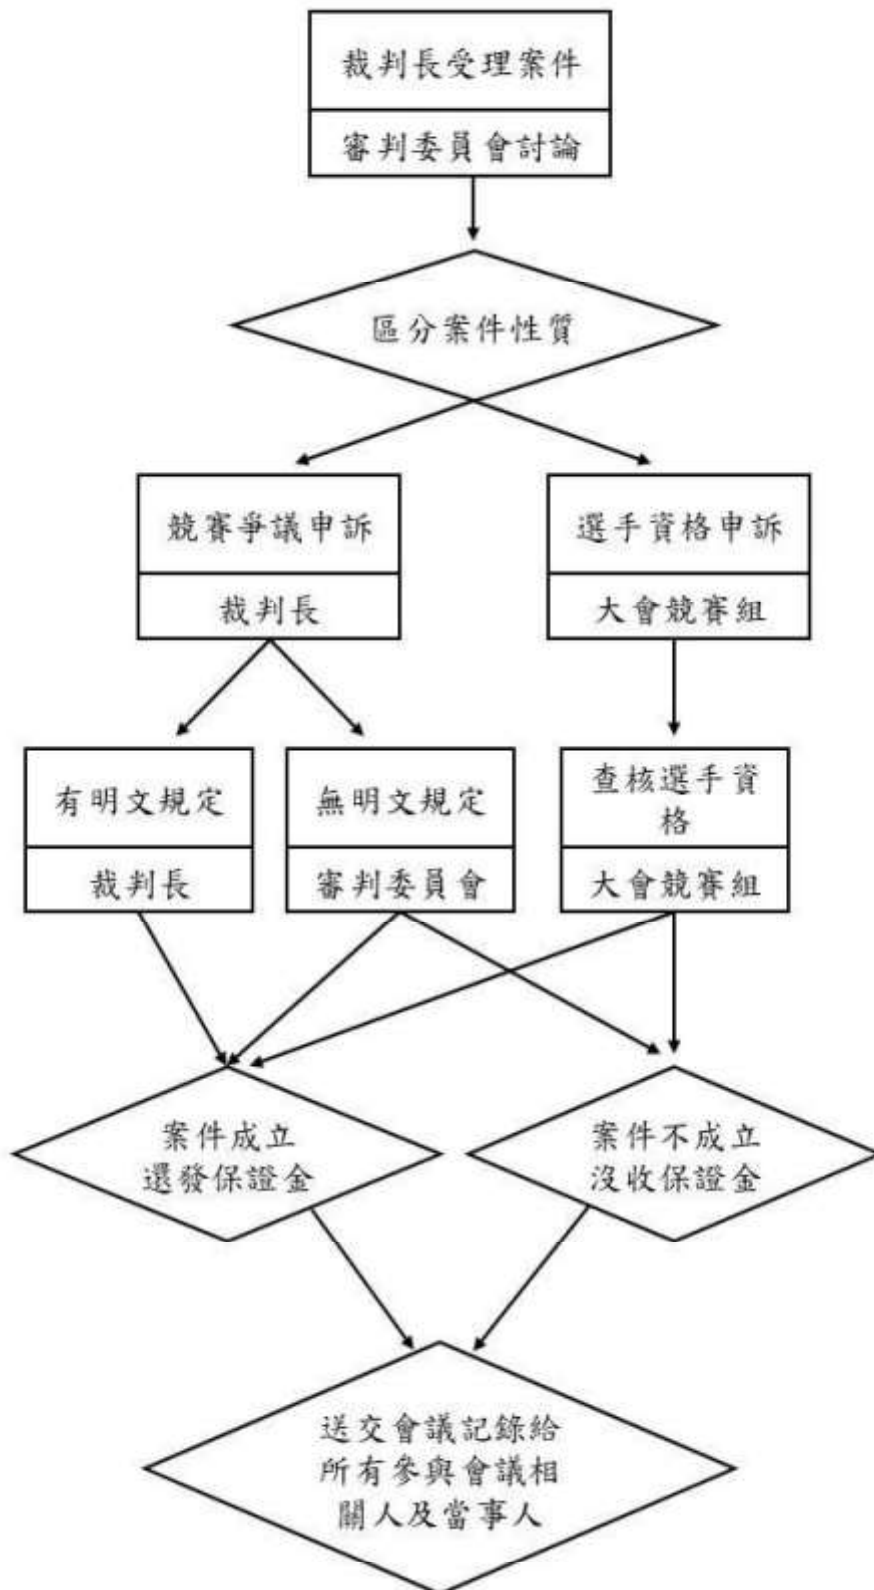 裁判長受理案件
審判委員會討論
區分案件性質
競賽爭議申訴
裁判長
選手資格申訴
大會競賽組
有明文規定
裁判長
無明文規定
審判委員會
查核選手資
格
大會競賽組
案件成立
還發保證金
案件不成立
沒收保證金
送交會議記錄給
所有參與會議相
關人及當事人